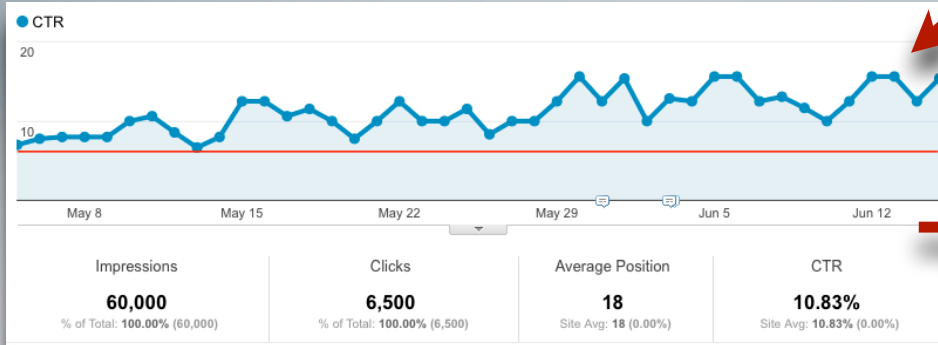 CTR
20
10
May 8 May 15 May 22 May 29 Jun 5 Jun 12
Impressions Clicks Average Position CTR
60,000 6,500 18 10.83%
% of Total: 100.00% (60,000) % of Total: 100.00% (6,500) Site Avg: 18 (0.00%) Site Avg: 10.83% (0.00%)